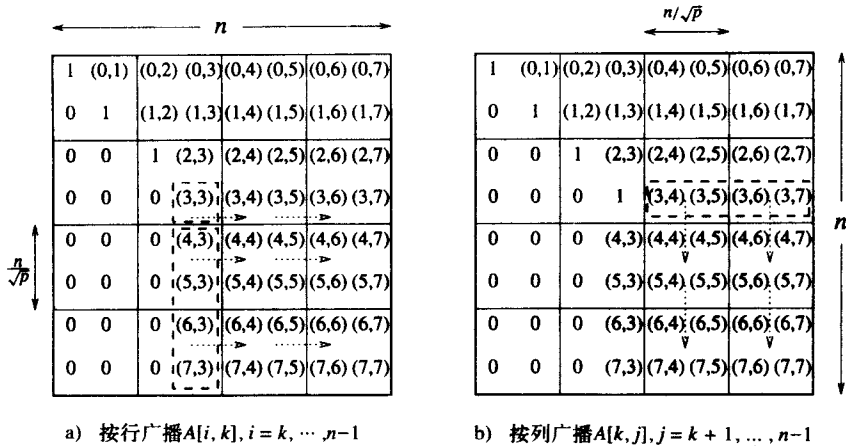 n
n/√p
1 (0,1) (0,2) (0,3) (0,4) (0,5) (0,6) (0,7)
0 1 (1,2) (1,3) (1,4) (1,5) (1,6) (1,7)
0 0 1 (2,3) (2,4) (2,5) (2,6) (2,7)
0 0 0 (3,3) (3,4) (3,5) (3,6) (3,7)
0 0 0 (4,3) (4,4) (4,5) (4,6) (4,7)
0 0 0 (5,3) (5,4) (5,5) (5,6) (5,7)
0 0 0 (6,3) (6,4) (6,5) (6,6) (6,7)
0 0 0 (7,3) (7,4) (7,5) (7,6) (7,7)
n/√p
a) 按行广播A[i, k], i = k, ⋯ ,n−1
1 (0,1) (0,2) (0,3) (0,4) (0,5) (0,6) (0,7)
0 1 (1,2) (1,3) (1,4) (1,5) (1,6) (1,7)
0 0 1 (2,3) (2,4) (2,5) (2,6) (2,7)
0 0 0 1 (3,4) (3,5) (3,6) (3,7)
0 0 0 (4,3) (4,4) (4,5) (4,6) (4,7)
0 0 0 (5,3) (5,4) (5,5) (5,6) (5,7)
0 0 0 (6,3) (6,4) (6,5) (6,6) (6,7)
0 0 0 (7,3) (7,4) (7,5) (7,6) (7,7)
n
b) 按列广播A[k, j], j = k + 1, ..., n−1